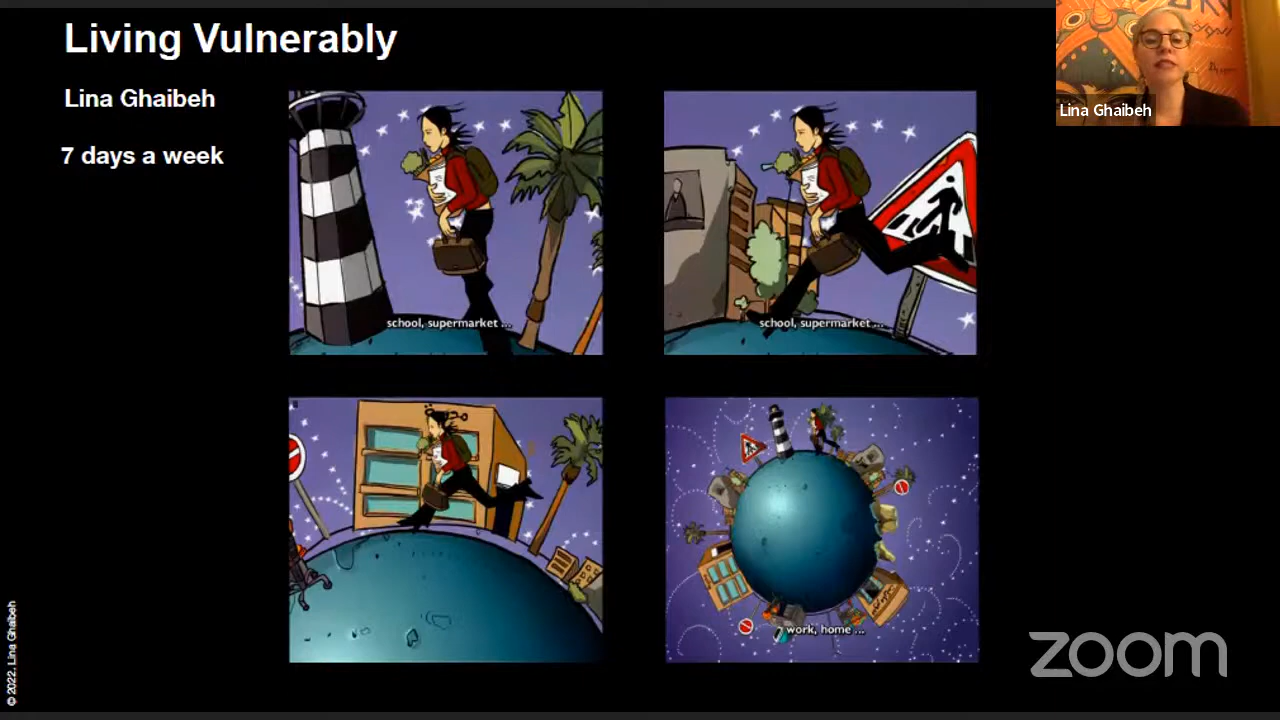 Living Vulnerably
Lina Ghaibeh
7 days a week
school, supermarket ...
school, supermarket ...
work, home ...
Lina Ghaibeh
© 2022, Lina Ghaibeh
zoom